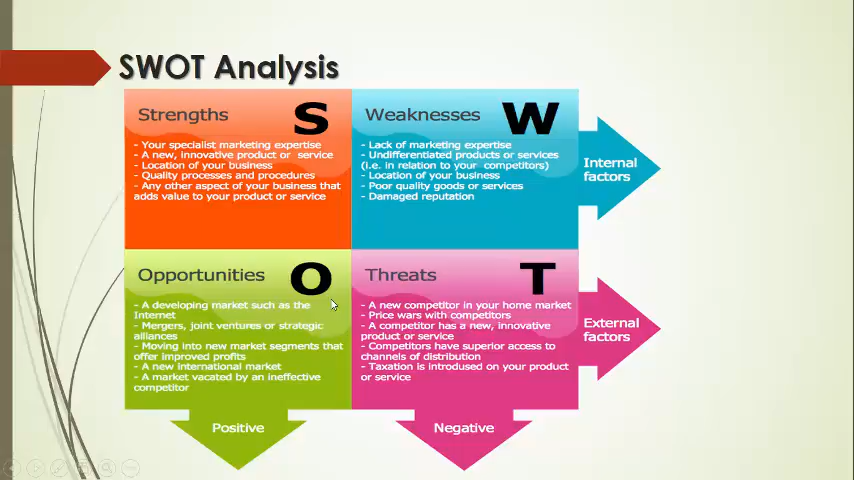 SWOT Analysis
Strengths
S
- Your specialist marketing expertise
- A new, innovative product or service
- Location of your business
- Quality processes and procedures
- Any other aspect of your business that
adds value to your product or service
Weaknesses
W
- Lack of marketing expertise
- Undifferentiated products or services
(i.e. in relation to your competitors)
- Location of your business
- Poor quality goods or services
- Damaged reputation
Internal
factors
Opportunities
O
- A developing market such as the
Internet
- Mergers, joint ventures or strategic
alliances
- Moving into new market segments that
offer improved profits
- A new international market
- A market vacated by an ineffective
competitor
Threats
T
- A new competitor in your home market
- Price wars with competitors
- A competitor has a new, innovative
product or service
- Competitors have superior access to
channels of distribution
- Taxation is introduced on your product
or service
External
factors
Positive
Negative